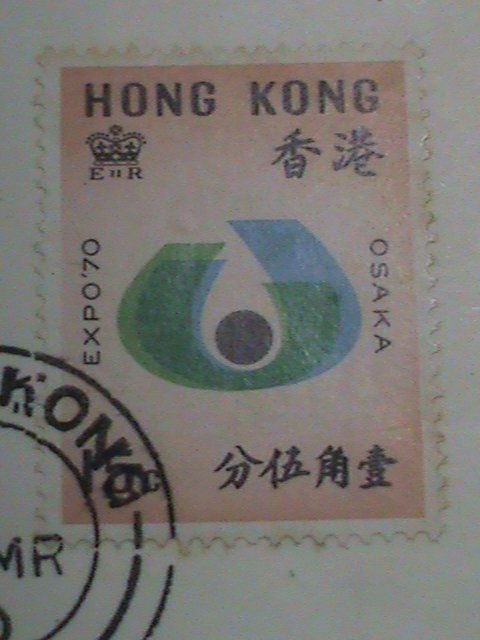 HONG KONG
香港
E II R
EXPO'70
OSAKA
分伍角壹
KONG
MR